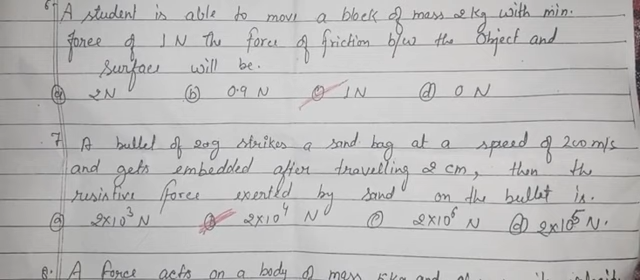 6. A student is able to move a block of mass 2 kg with min.
force of 1 N The force of friction b/w the Object and
surface will be.
(a) 2N (b) 0.9 N (c) 1N (d) 0 N
7. A bullet of 20g strikes a sand bag at a speed of 200 m/s
and gets embedded after travelling 2 cm, then the
resistive force exerted by sand on the bullet is.
(a) 2×10³ N (b) 2×10⁴ N (c) 2×10⁶ N (d) 2×10⁵ N.
8. A force acts on a body of mass 5kg and